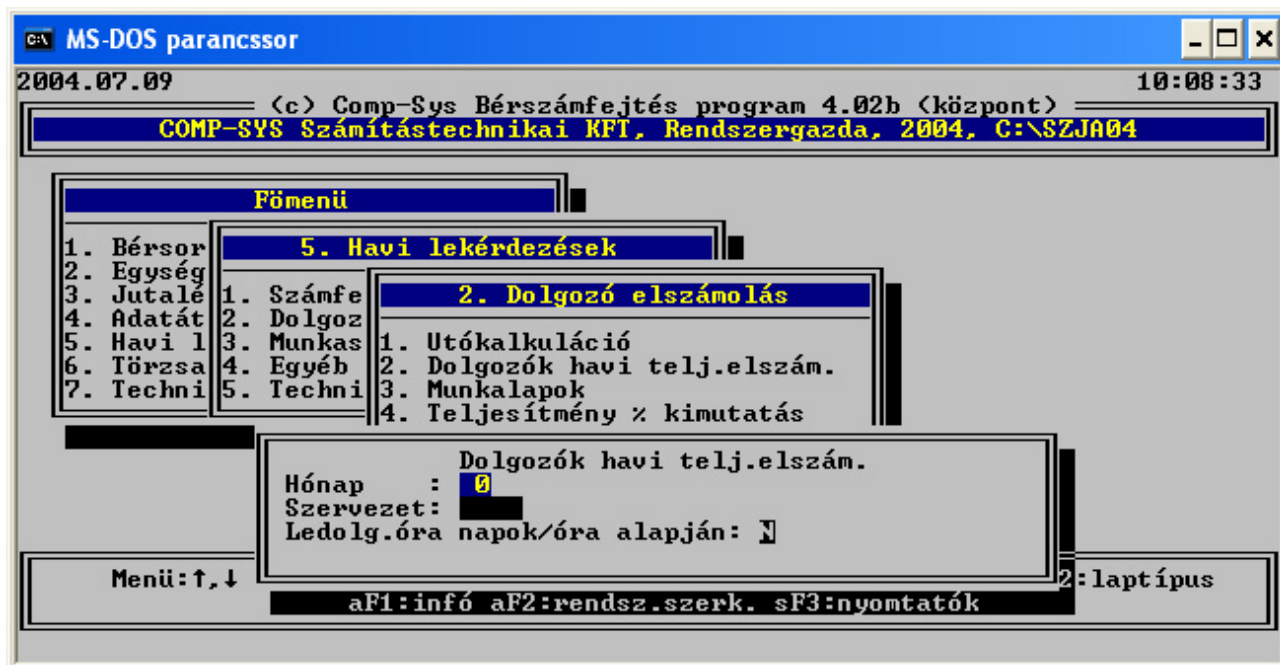 MS-DOS parancssor
2004.07.09 10:08:33
(c) Comp-Sys Bérszámfejtés program 4.02b (központ)
COMP-SYS Számítástechnikai KFT, Rendszergazda, 2004, C:\SZJA04
Fömenü
1. Bérsor
2. Egység
3. Jutalé
4. Adatát
5. Havi l
6. Törzsa
7. Techni
5. Havi lekérdezések
1. Számfe
2. Dolgoz
3. Munkas
4. Egyéb
5. Techni
2. Dolgozó elszámolás
1. Utókalkuláció
2. Dolgozók havi telj.elszám.
3. Munkalapok
4. Teljesítmény % kimutatás
Dolgozók havi telj.elszám.
Hónap : 0
Szervezet:
Ledolg.óra napok/óra alapján: N
Menü:↑,↓ 2:laptípus
aF1:infó aF2:rendsz.szerk. sF3:nyomtatók